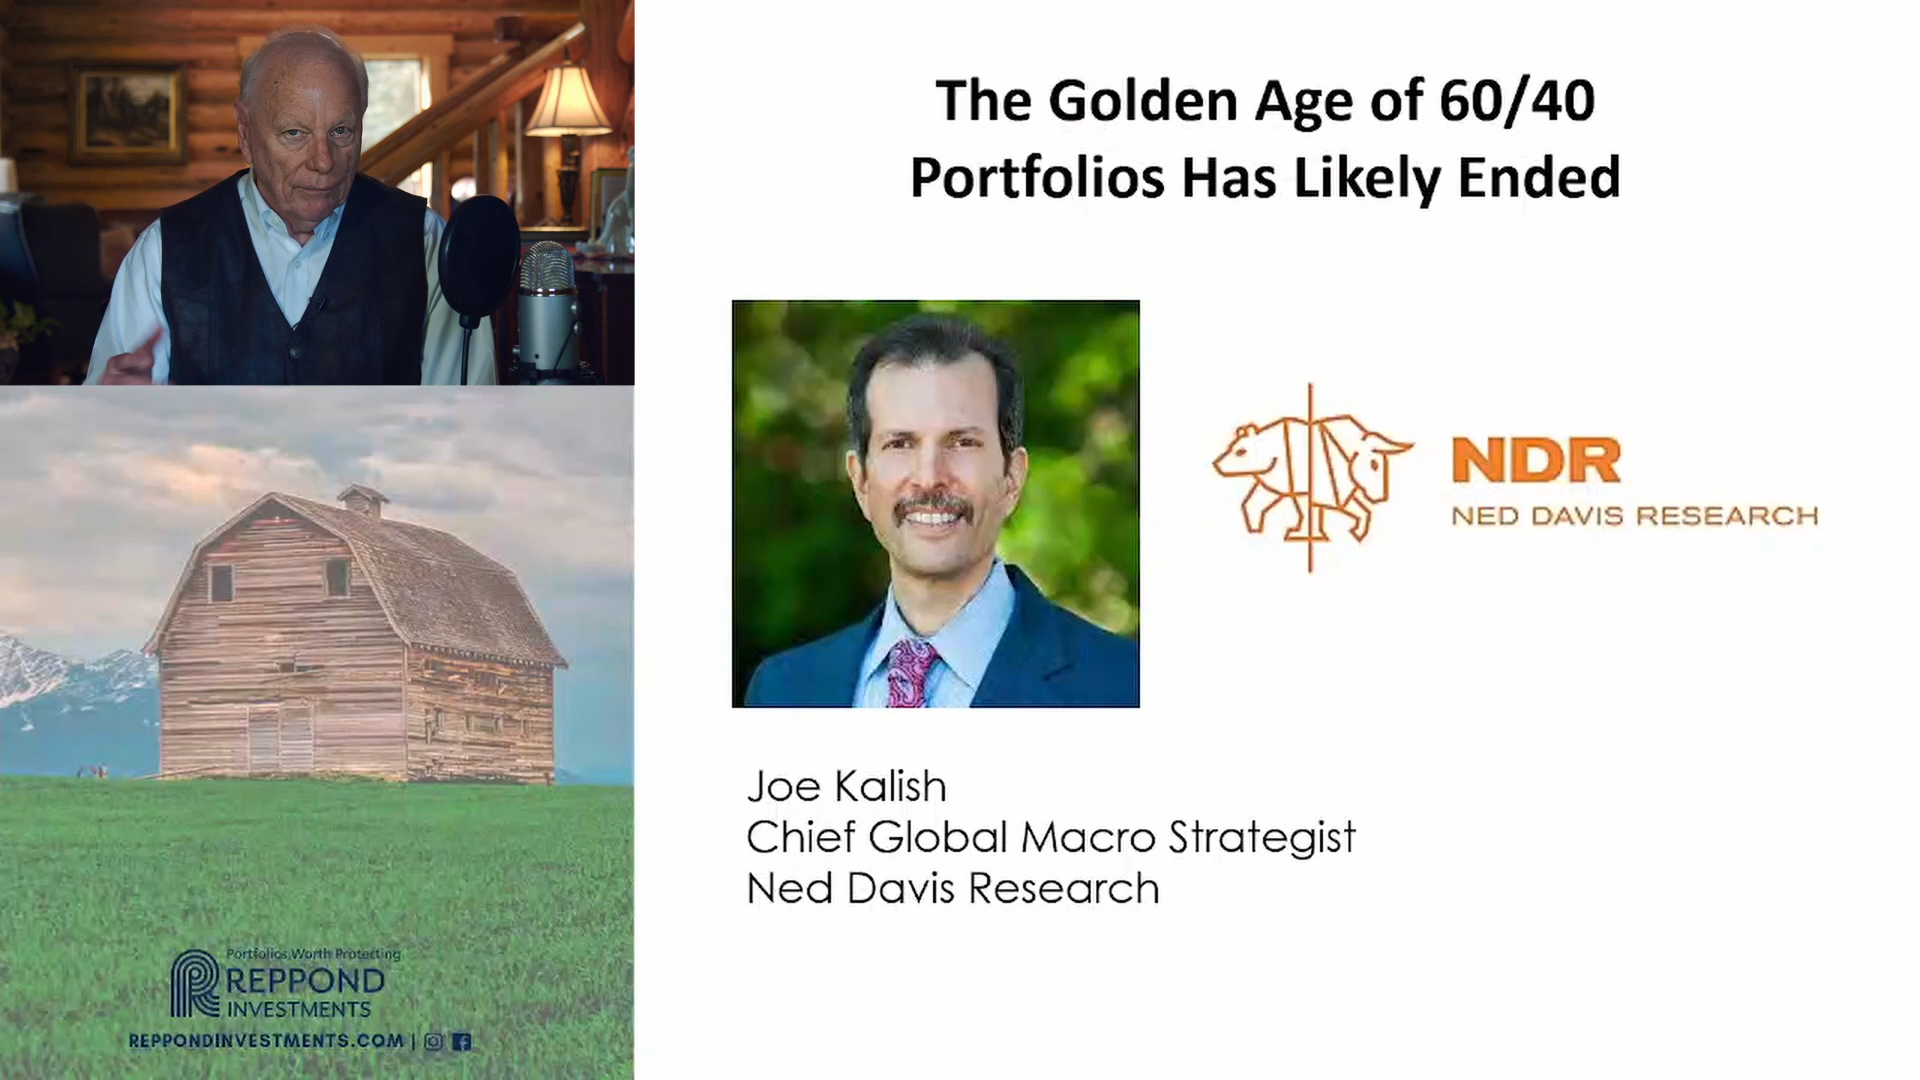 The Golden Age of 60/40
Portfolios Has Likely Ended
NDR
NED DAVIS RESEARCH
Joe Kalish
Chief Global Macro Strategist
Ned Davis Research
Portfolios Worth Protecting
REPPOND
INVESTMENTS
REPPONDINVESTMENTS.COM |